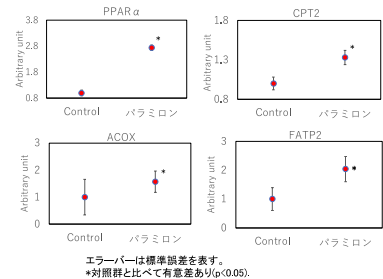 PPARα
Arbitrary unit
3.8
2.8
1.8
0.8
Control
パラミロン
*
CPT2
Arbitrary unit
1.8
1.3
0.8
Control
パラミロン
*
ACOX
Arbitrary unit
3
2
1
0
Control
パラミロン
*
FATP2
Arbitrary unit
3
2
1
0
Control
パラミロン
*
エラーバーは標準誤差を表す。
*対照群と比べて有意差あり(p<0.05).